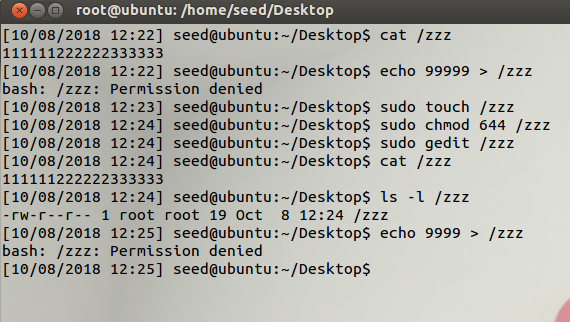 root@ubuntu: /home/seed/Desktop
[10/08/2018 12:22] seed@ubuntu:~/Desktop$ cat /zzz
111111222222333333
[10/08/2018 12:22] seed@ubuntu:~/Desktop$ echo 99999 > /zzz
bash: /zzz: Permission denied
[10/08/2018 12:23] seed@ubuntu:~/Desktop$ sudo touch /zzz
[10/08/2018 12:24] seed@ubuntu:~/Desktop$ sudo chmod 644 /zzz
[10/08/2018 12:24] seed@ubuntu:~/Desktop$ sudo gedit /zzz
[10/08/2018 12:24] seed@ubuntu:~/Desktop$ cat /zzz
111111222222333333
[10/08/2018 12:24] seed@ubuntu:~/Desktop$ ls -l /zzz
-rw-r--r-- 1 root root 19 Oct  8 12:24 /zzz
[10/08/2018 12:25] seed@ubuntu:~/Desktop$ echo 9999 > /zzz
bash: /zzz: Permission denied
[10/08/2018 12:25] seed@ubuntu:~/Desktop$